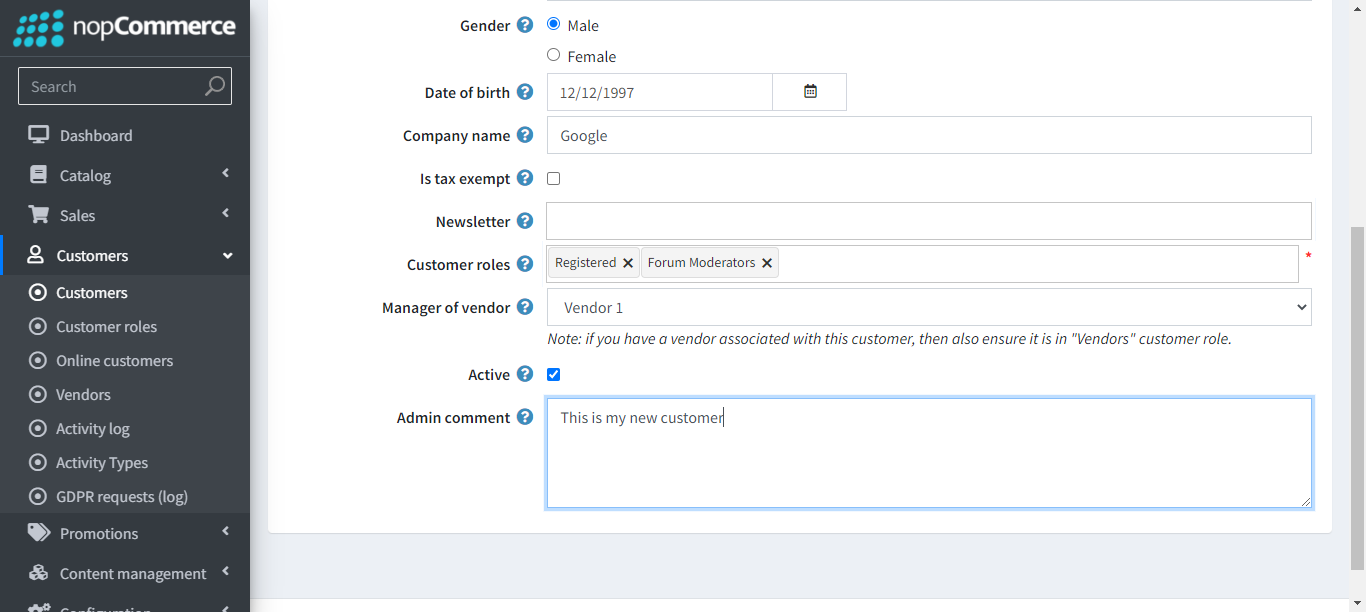 nopCommerce
Search
Dashboard
Catalog
Sales
Customers
Customers
Customer roles
Online customers
Vendors
Activity log
Activity Types
GDPR requests (log)
Promotions
Content management
Configuration
Gender
Male
Female
Date of birth
12/12/1997
Company name
Google
Is tax exempt
Newsletter
Customer roles
Registered Forum Moderators
*
Manager of vendor
Vendor 1
Note: if you have a vendor associated with this customer, then also ensure it is in "Vendors" customer role.
Active
Admin comment
This is my new customer